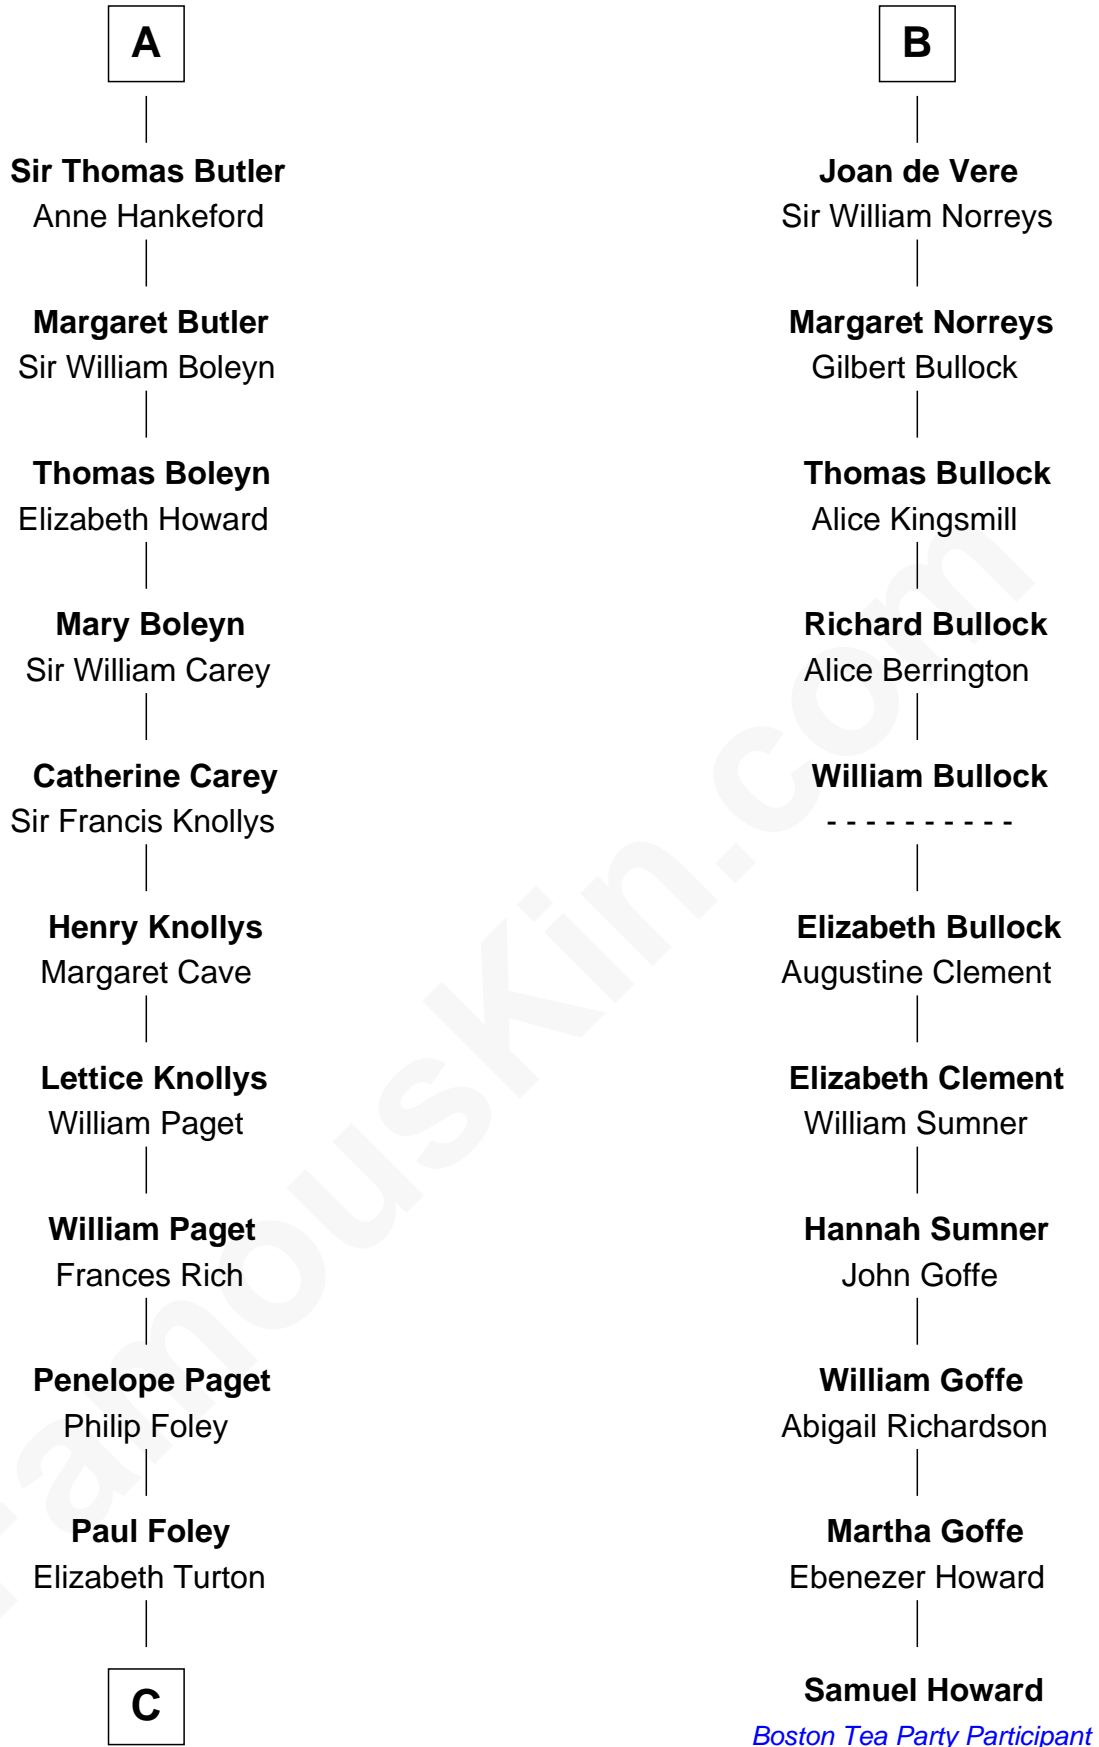 A
Sir Thomas Butler
Anne Hankeford
Margaret Butler
Sir William Boleyn
Thomas Boleyn
Elizabeth Howard
Mary Boleyn
Sir William Carey
Catherine Carey
Sir Francis Knollys
Henry Knollys
Margaret Cave
Lettice Knollys
William Paget
William Paget
Frances Rich
Penelope Paget
Philip Foley
Paul Foley
Elizabeth Turton
C
B
Joan de Vere
Sir William Norreys
Margaret Norreys
Gilbert Bullock
Thomas Bullock
Alice Kingsmill
Richard Bullock
Alice Berrington
William Bullock
- - - - - - - - - -
Elizabeth Bullock
Augustine Clement
Elizabeth Clement
William Sumner
Hannah Sumner
John Goffe
William Goffe
Abigail Richardson
Martha Goffe
Ebenezer Howard
Samuel Howard
Boston Tea Party Participant
FamousKin.com